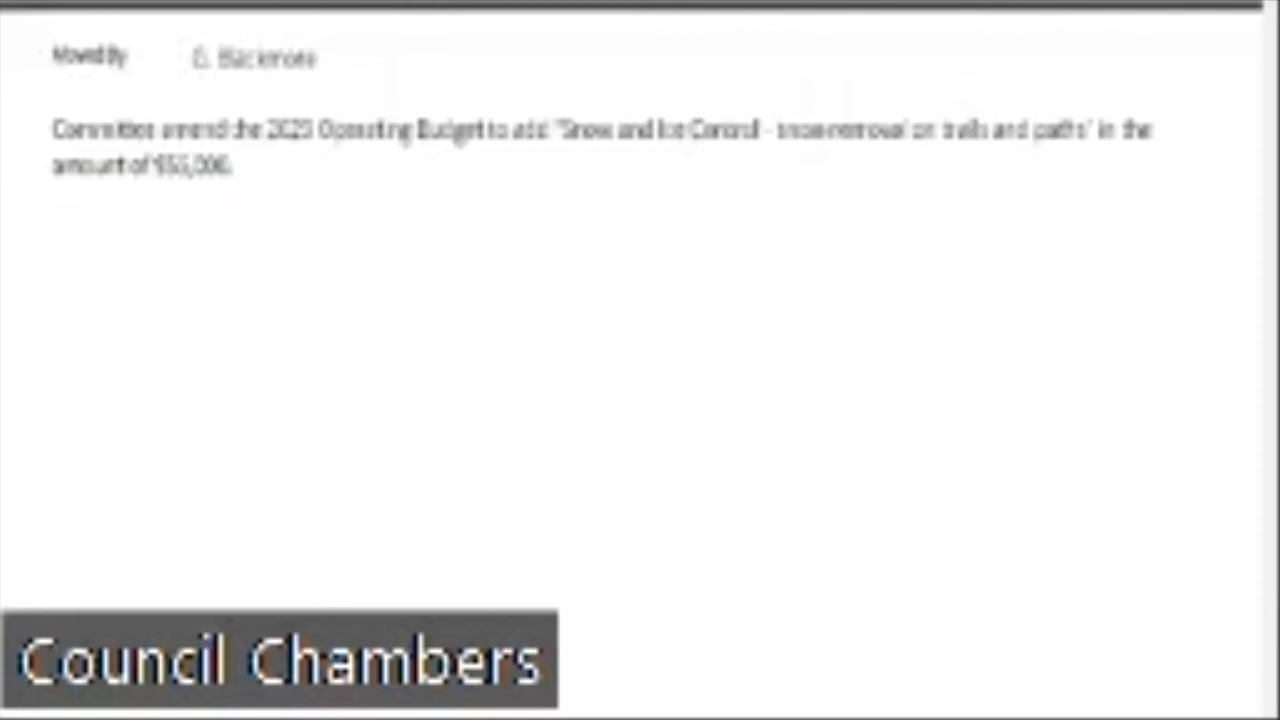 Moved By D. Blackmore
Committee amend the Operating Budget to add "Snow and Ice Control - snow removal on trails and paths" in the
amount of
Council Chambers